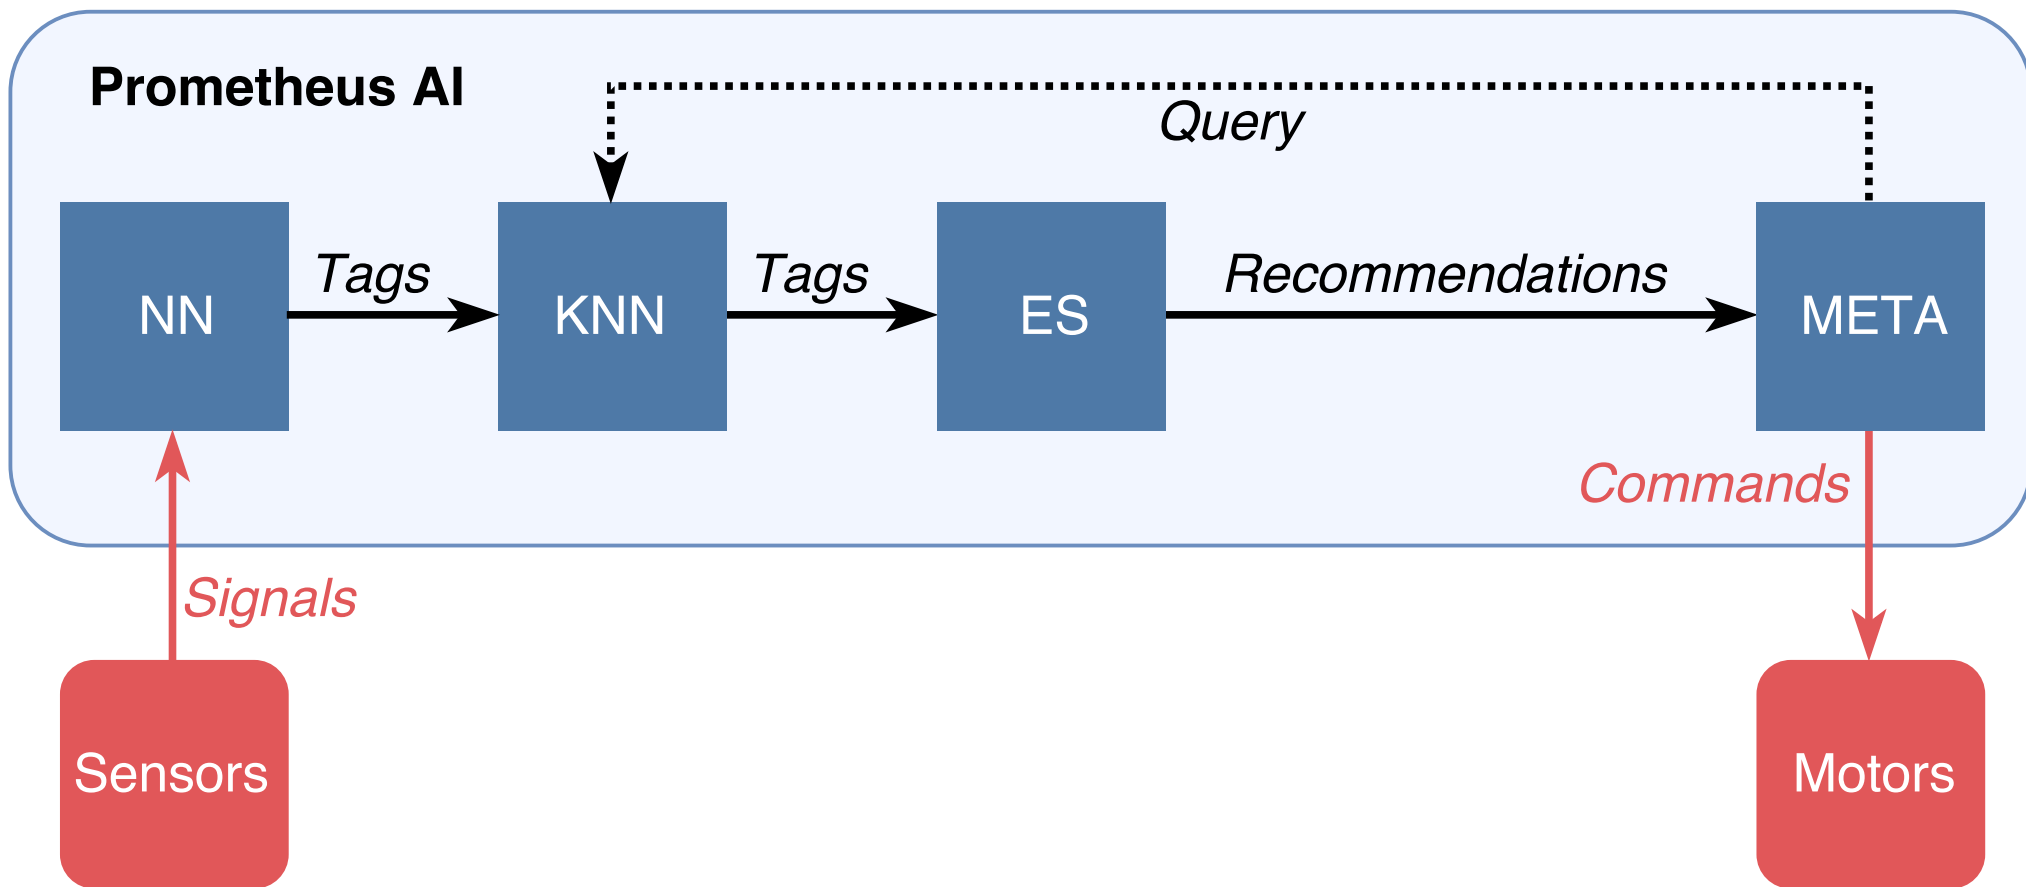 Prometheus AI
Query
Tags
Tags
Recommendations
NN
KNN
ES
META
Commands
Signals
Sensors
Motors